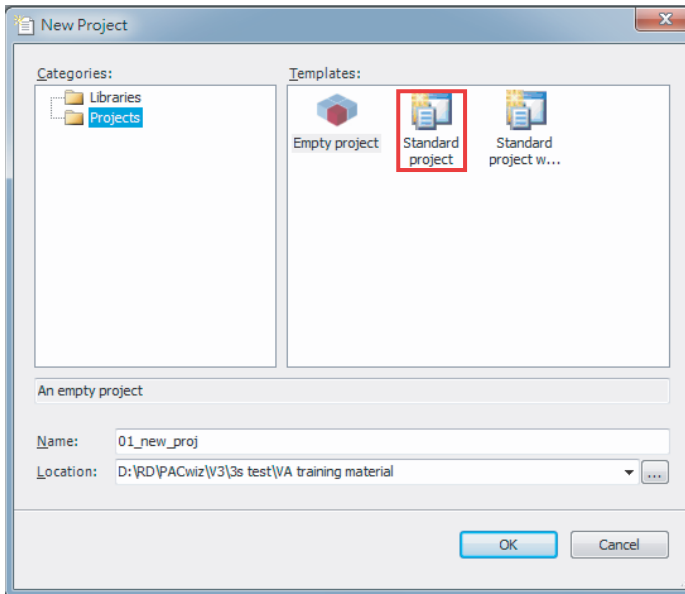 New Project
Categories:
Templates:
Libraries
Projects
Empty project
Standard
project
Standard
project w...
An empty project
Name:
01_new_proj
Location:
D:\RD\PACwiz\V3\3s test\VA training material
...
OK
Cancel